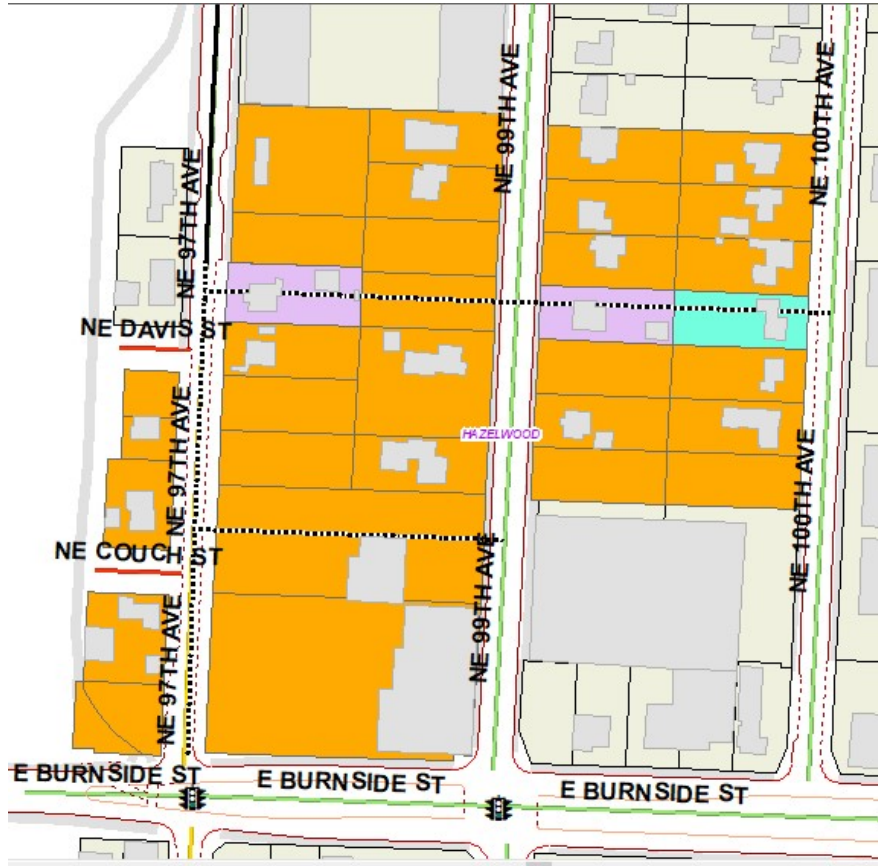 NE 99TH AVE
NE 100TH AVE
NE 97TH AVE
NE DAVIS ST
HAZELWOOD
NE 97TH AVE
NE 100TH AVE
NE COUCH ST
NE 99TH AVE
NE 97TH AVE
E BURNSIDE ST
E BURNSIDE ST
E BURNSIDE ST